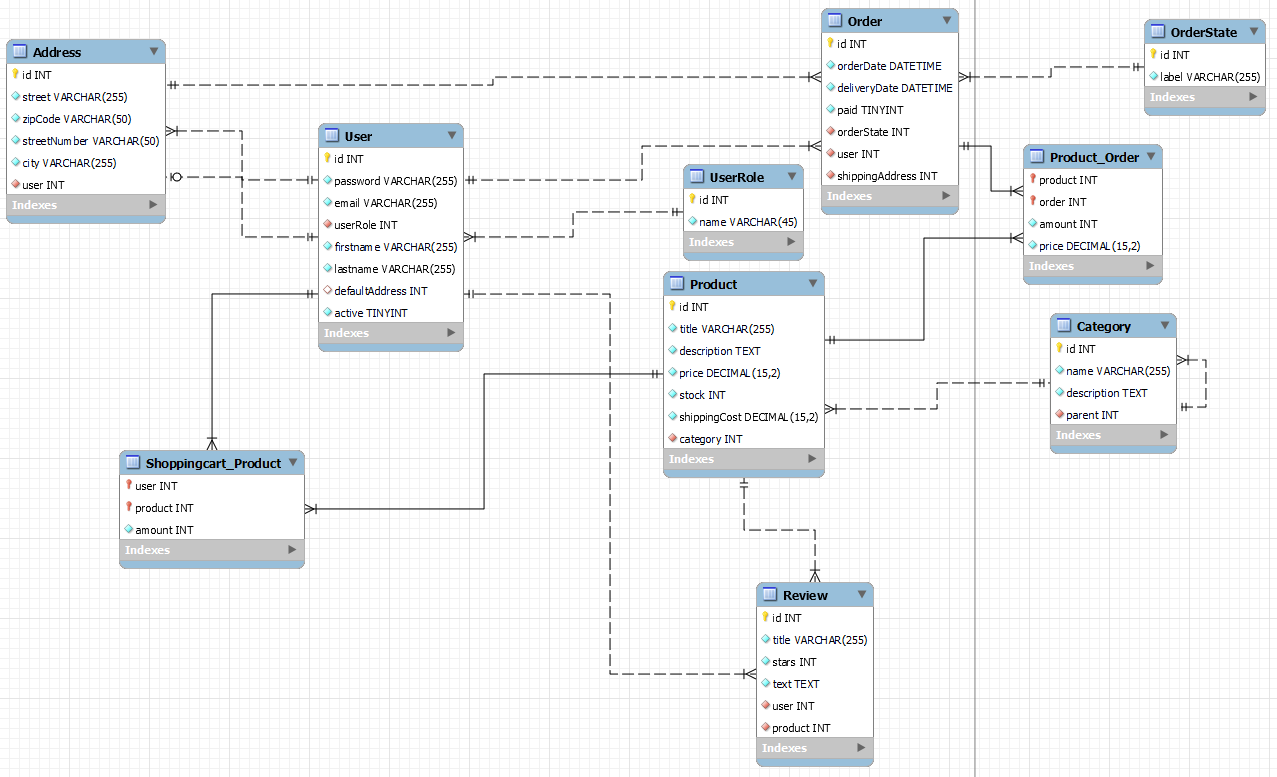 Address
id INT
street VARCHAR(255)
zipCode VARCHAR(50)
streetNumber VARCHAR(50)
city VARCHAR(255)
user INT
Indexes
User
id INT
password VARCHAR(255)
email VARCHAR(255)
userRole INT
firstname VARCHAR(255)
lastname VARCHAR(255)
defaultAddress INT
active TINYINT
Indexes
Order
id INT
orderDate DATETIME
deliveryDate DATETIME
paid TINYINT
orderState INT
user INT
shippingAddress INT
Indexes
OrderState
id INT
label VARCHAR(255)
Indexes
UserRole
id INT
name VARCHAR(45)
Indexes
Product_Order
product INT
order INT
amount INT
price DECIMAL(15,2)
Indexes
Product
id INT
title VARCHAR(255)
description TEXT
price DECIMAL(15,2)
stock INT
shippingCost DECIMAL(15,2)
category INT
Indexes
Category
id INT
name VARCHAR(255)
description TEXT
parent INT
Indexes
Shoppingcart_Product
user INT
product INT
amount INT
Indexes
Review
id INT
title VARCHAR(255)
stars INT
text TEXT
user INT
product INT
Indexes